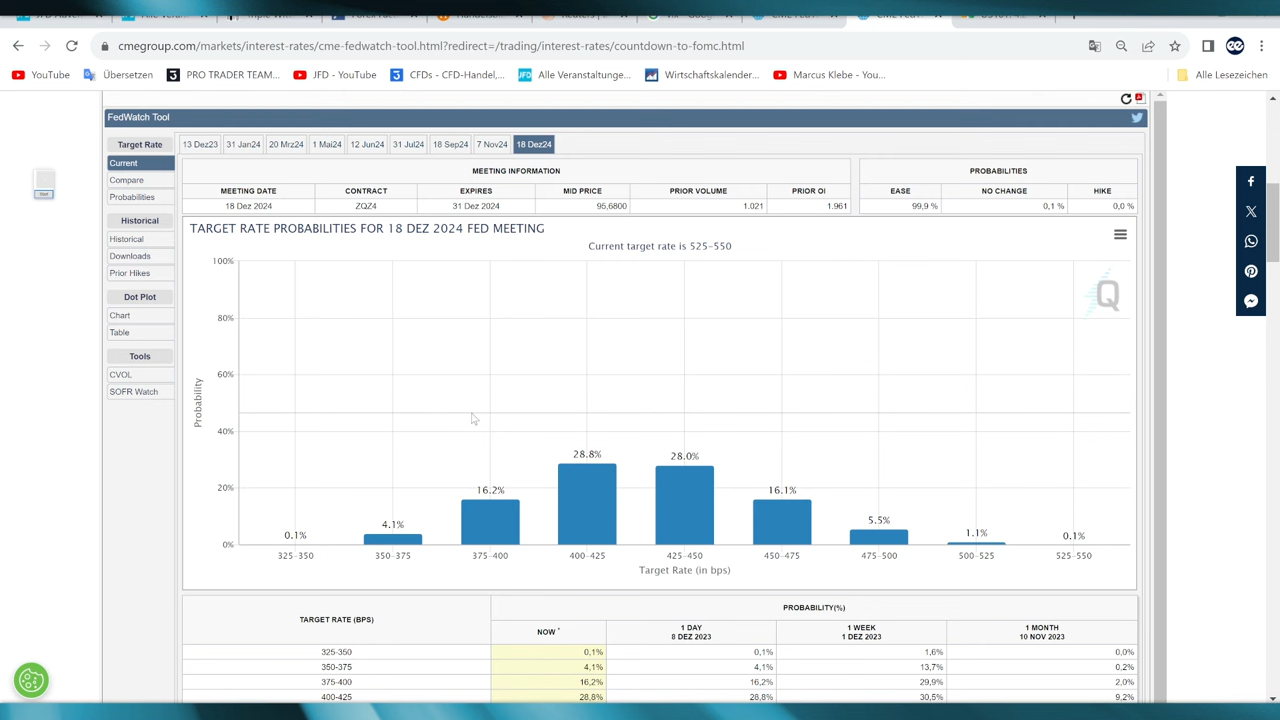 cmegroup.com/markets/interest-rates/cme-fedwatch-tool.html?redirect=/trading/interest-rates/countdown-to-fomc.html
YouTube Übersetzen PRO TRADER TEAM... JFD - YouTube CFDs - CFD-Handel,... Alle Veranstaltunge... Wirtschaftskalender... Marcus Klebe - You... Alle Lesezeichen
FedWatch Tool
Target Rate
Current
Compare
Probabilities
Historical
Historical
Downloads
Prior Hikes
Dot Plot
Chart
Table
Tools
CVOL
SOFR Watch
13 Dez23 31 Jan24 20 Mrz24 1 Mai24 12 Jun24 31 Jul24 18 Sep24 7 Nov24 18 Dez24
MEETING INFORMATION
MEETING DATE CONTRACT EXPIRES MID PRICE PRIOR VOLUME PRIOR OI
18 Dez 2024 ZQZ4 31 Dez 2024 95,6800 1.021 1.961
PROBABILITIES
EASE NO CHANGE HIKE
99,9 % 0,1 % 0,0 %
TARGET RATE PROBABILITIES FOR 18 DEZ 2024 FED MEETING
Current target rate is 525-550
Q
Probability
100%
80%
60%
40%
20%
0%
0.1% 4.1% 16.2% 28.8% 28.0% 16.1% 5.5% 1.1% 0.1%
325-350 350-375 375-400 400-425 425-450 450-475 475-500 500-525 525-550
Target Rate (in bps)
TARGET RATE (BPS) PROBABILITY(%)
NOW * 1 DAY 8 DEZ 2023 1 WEEK 1 DEZ 2023 1 MONTH 10 NOV 2023
325-350 0,1% 0,1% 1,6% 0,0%
350-375 4,1% 4,1% 13,7% 0,2%
375-400 16,2% 16,2% 29,9% 2,0%
400-425 28,8% 28,8% 30,5% 9,2%